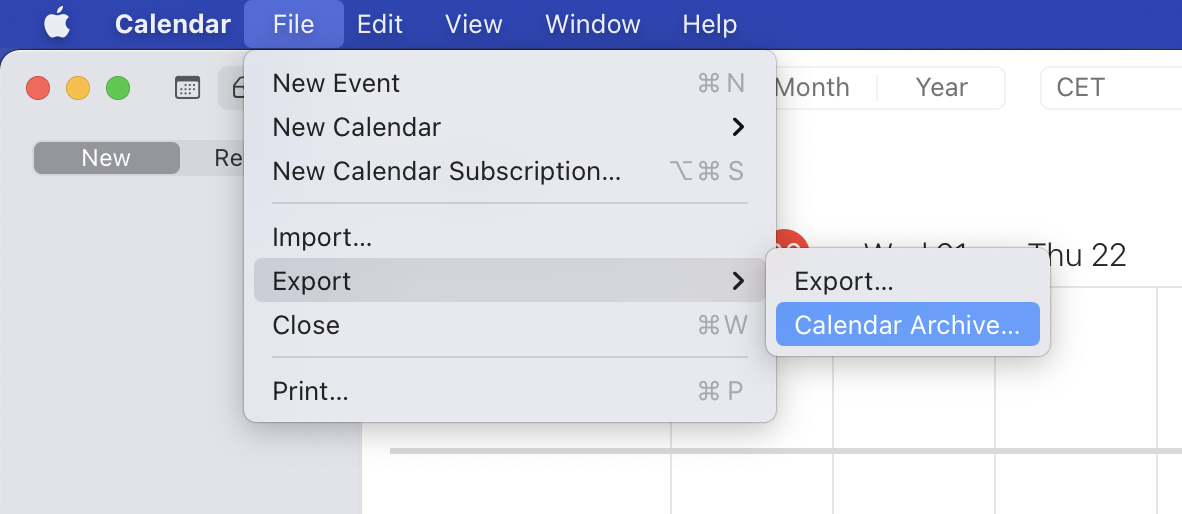 Calendar File Edit View Window Help
Month Year CET
New Event ⌘ N
New Calendar
New Calendar Subscription... ⌥⌘ S
New
Import...
Thu 22
Export
Export...
Close ⌘W
Calendar Archive...
Print... ⌘ P